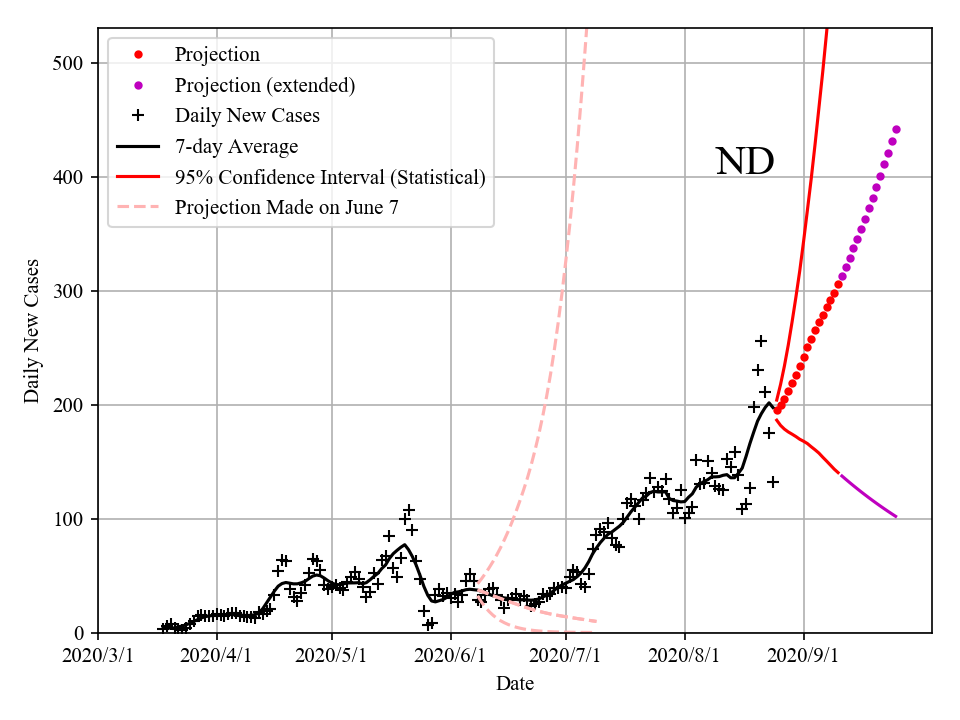 Projection
Projection (extended)
Daily New Cases
7-day Average
95% Confidence Interval (Statistical)
Projection Made on June 7
ND
500
400
300
200
100
0
Daily New Cases
2020/3/1 2020/4/1 2020/5/1 2020/6/1 2020/7/1 2020/8/1 2020/9/1
Date